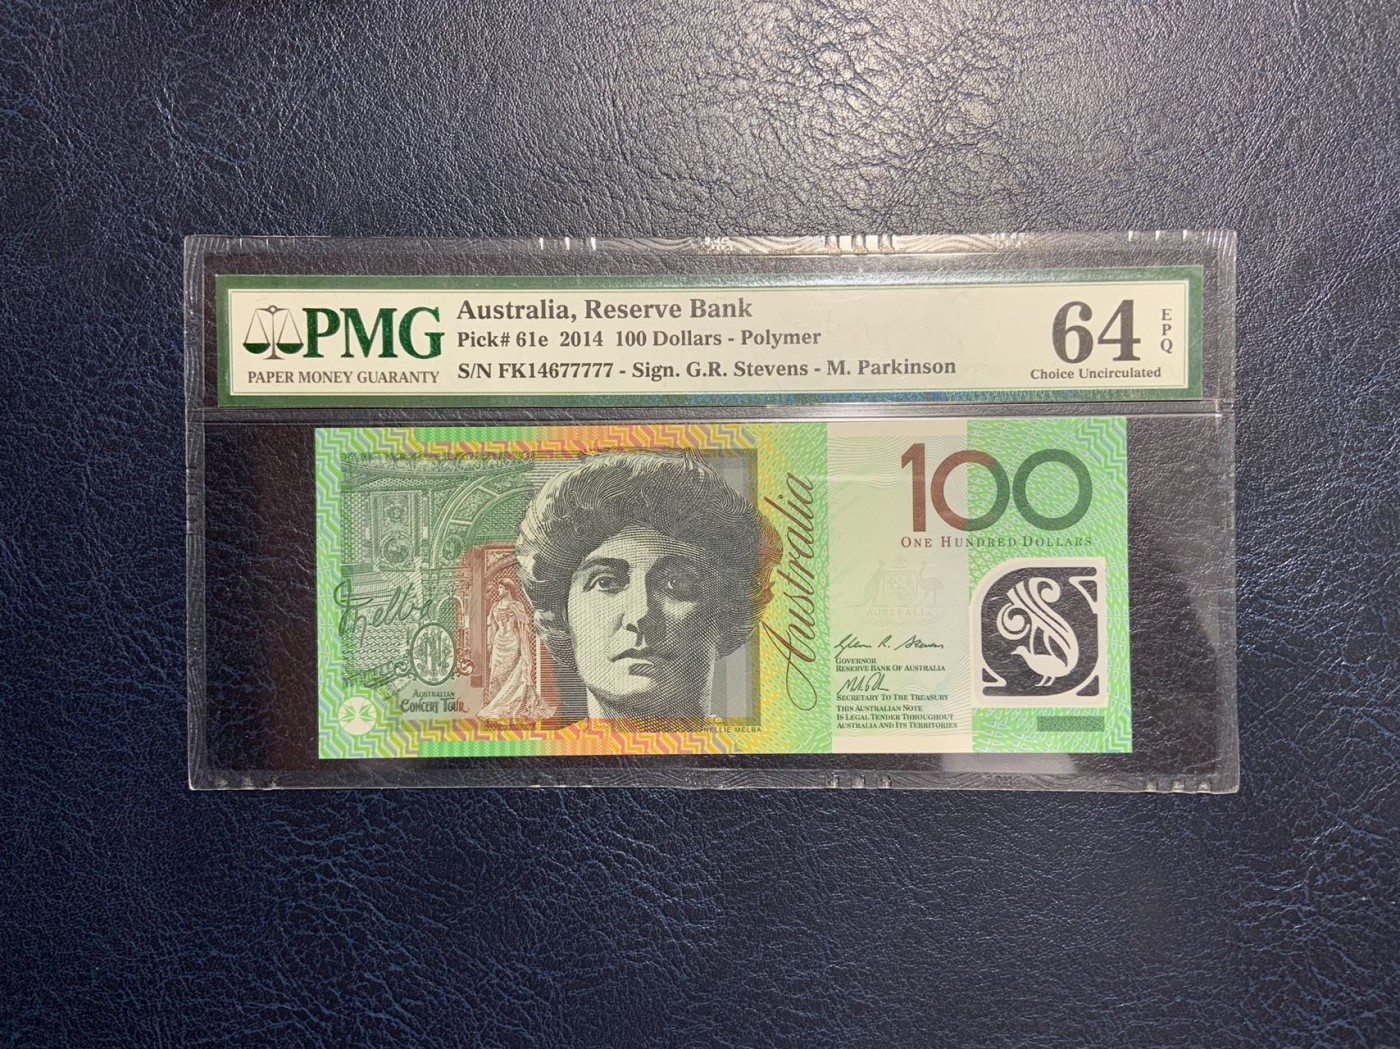 PMG
PAPER MONEY GUARANTY
Australia, Reserve Bank
Pick# 61e 2014 100 Dollars - Polymer
S/N FK14677777 - Sign. G.R. Stevens - M. Parkinson
64
EPQ
Choice Uncirculated
100
ONE HUNDRED DOLLARS
Australia
AUSTRALIA
Melba
AUSTRALIAN
CONCERT TOUR
NELLIE MELBA
GOVERNOR
RESERVE BANK OF AUSTRALIA
SECRETARY TO THE TREASURY
THIS AUSTRALIAN NOTE
IS LEGAL TENDER THROUGHOUT
AUSTRALIA AND ITS TERRITORIES